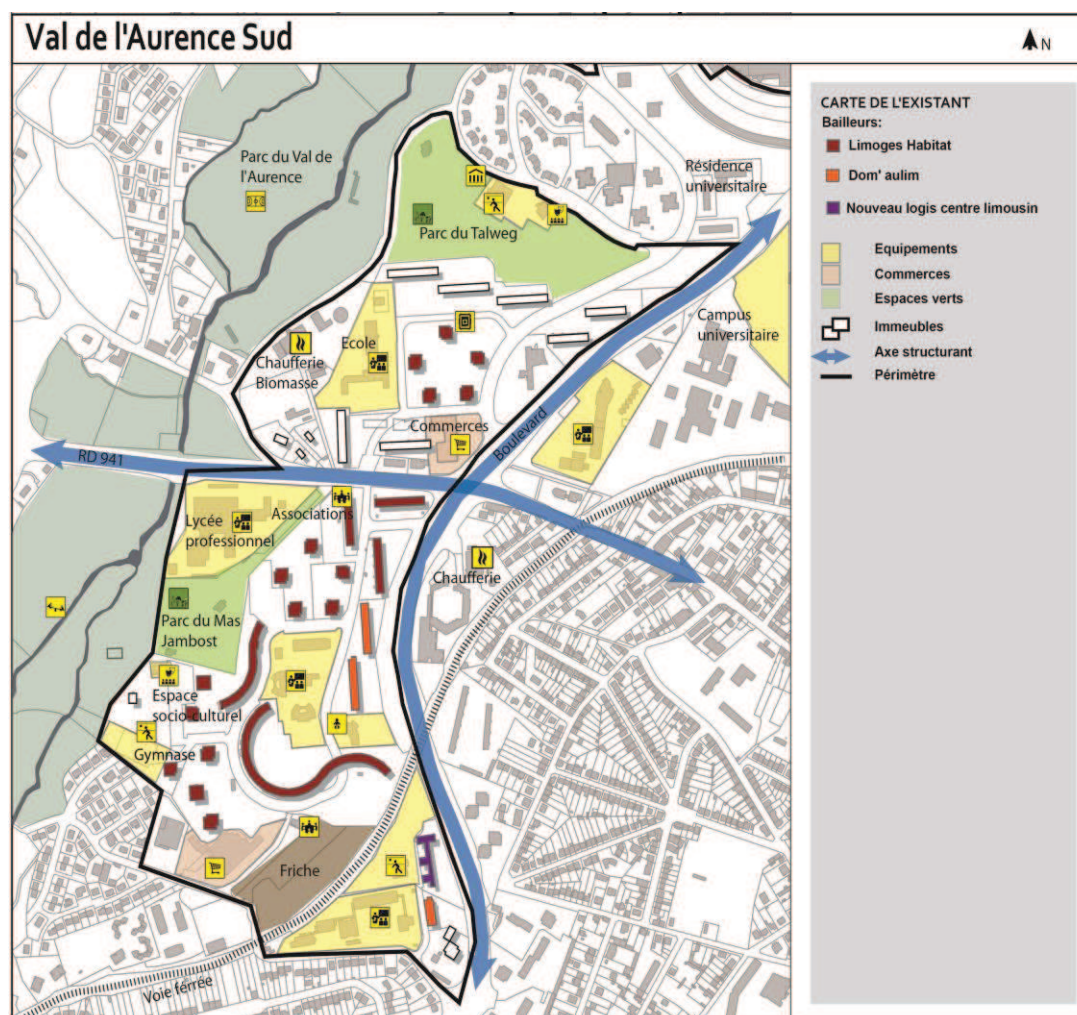 Val de l'Aurence Sud
N
CARTE DE L'EXISTANT
Bailleurs:
Limoges Habitat
Dom' aulim
Nouveau logis centre limousin
Equipements
Commerces
Espaces verts
Immeubles
Axe structurant
Périmètre
Parc du Val de
l'Aurence
Résidence
universitaire
Parc du Talweg
Campus
universitaire
Ecole
Chaufferie
Biomasse
Commerces
Boulevard
RD 941
Lycée
professionnel
Associations
Chaufferie
Parc du Mas
Jambost
Espace
socio-culturel
Gymnase
Friche
Voie férrée